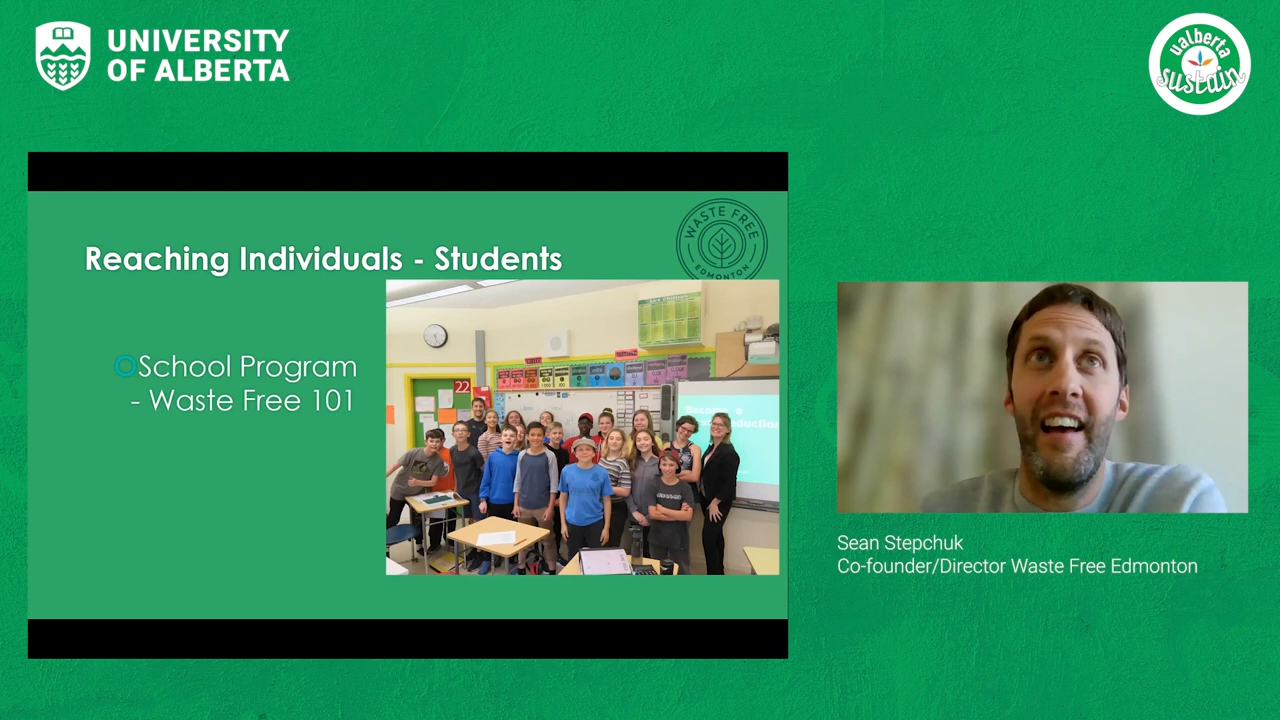 UNIVERSITY
OF ALBERTA
ualberta
sustain
WASTE FREE
EDMONTON
Reaching Individuals - Students
School Program
- Waste Free 101
22
Become a
Sean Stepchuk
Co-founder/Director Waste Free Edmonton